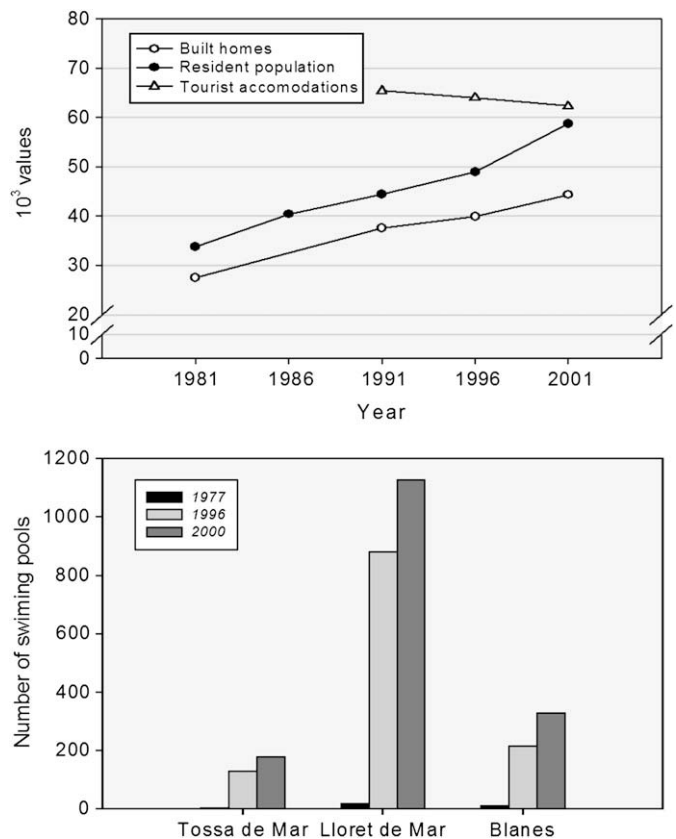 80
70
60
50
40
30
20
10
0
10³ values
Built homes
Resident population
Tourist accomodations
1981 1986 1991 1996 2001
Year
1200
1000
800
600
400
200
0
Number of swiming pools
1977
1996
2000
Tossa de Mar Lloret de Mar Blanes